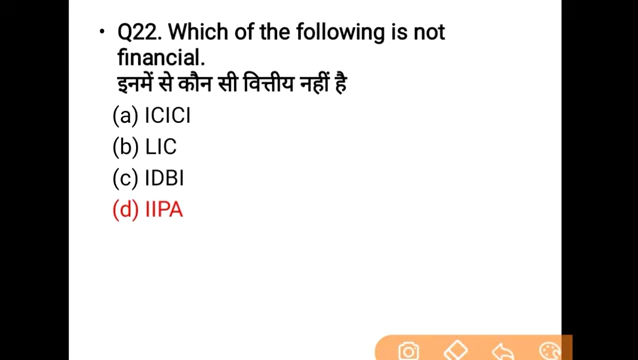 • Q22. Which of the following is not
financial.
इनमें से कौन सी वित्तीय नहीं है
(a) ICICI
(b) LIC
(c) IDBI
(d) IIPA